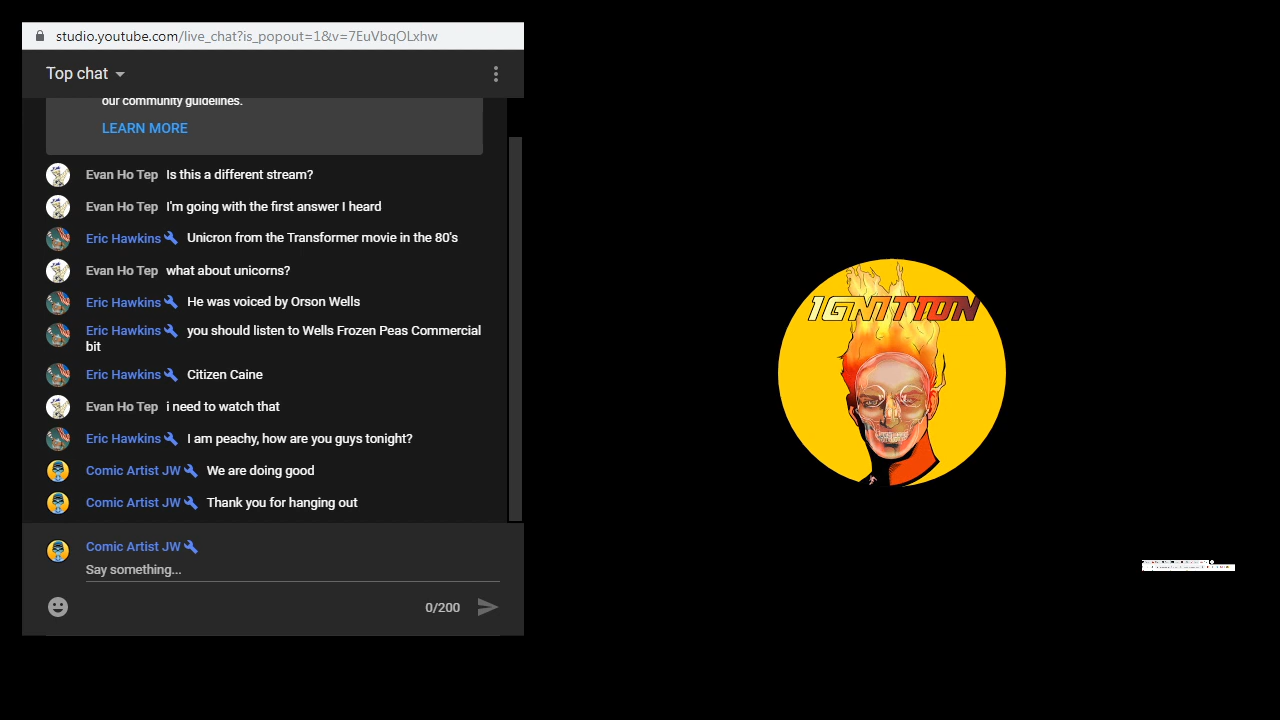 studio.youtube.com/live_chat?is_popout=1&v=7EuVbqOLxhw
Top chat
our community guidelines.
LEARN MORE
Evan Ho Tep Is this a different stream?
Evan Ho Tep I'm going with the first answer I heard
Eric Hawkins Unicron from the Transformer movie in the 80's
Evan Ho Tep what about unicorns?
Eric Hawkins He was voiced by Orson Wells
Eric Hawkins you should listen to Wells Frozen Peas Commercial
bit
Eric Hawkins Citizen Caine
Evan Ho Tep i need to watch that
Eric Hawkins I am peachy, how are you guys tonight?
Comic Artist JW We are doing good
Comic Artist JW Thank you for hanging out
Comic Artist JW
Say something...
0/200
IGNITION